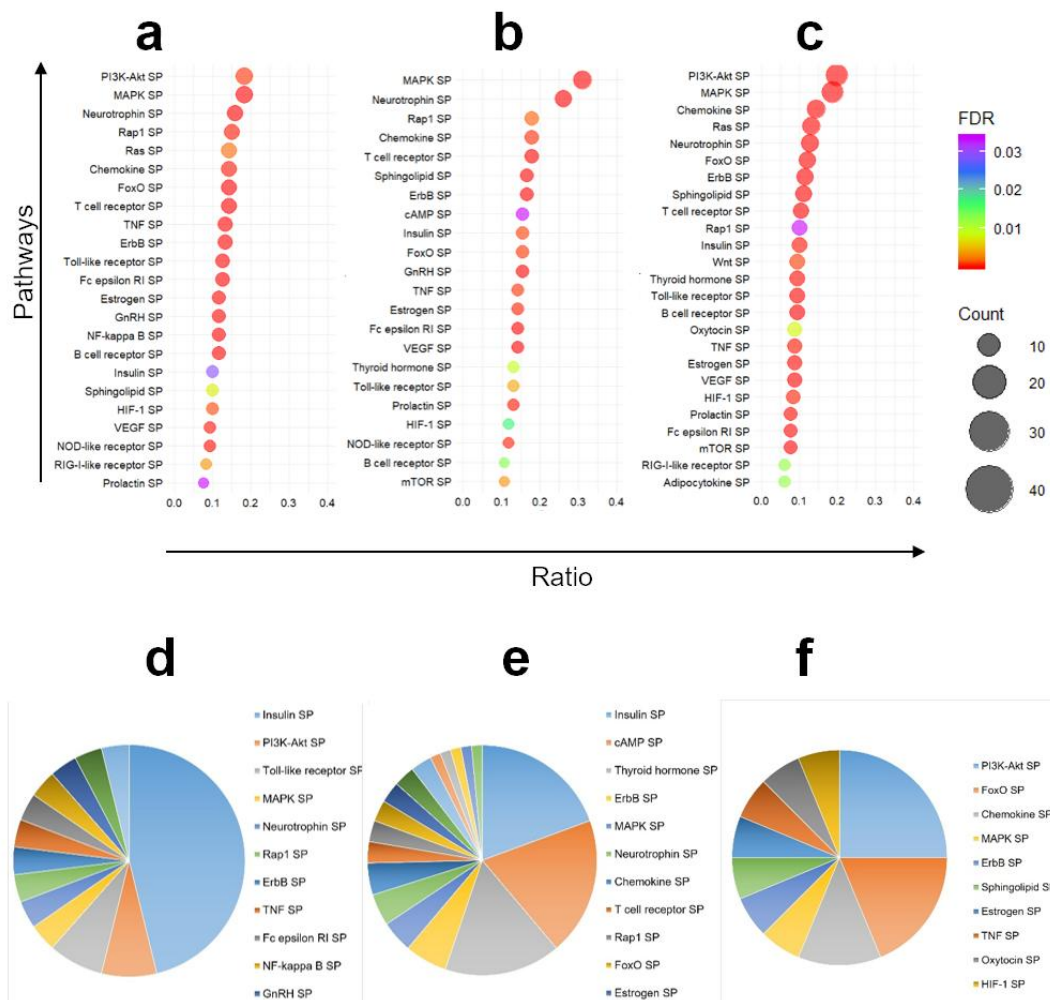 a
b
c
Pathways
PI3K-Akt SP
MAPK SP
Neurotrophin SP
Rap1 SP
Ras SP
Chemokine SP
FoxO SP
T cell receptor SP
TNF SP
ErbB SP
Toll-like receptor SP
Fc epsilon RI SP
Estrogen SP
GnRH SP
NF-kappa B SP
B cell receptor SP
Insulin SP
Sphingolipid SP
HIF-1 SP
VEGF SP
NOD-like receptor SP
RIG-I-like receptor SP
Prolactin SP
0.0 0.1 0.2 0.3 0.4
MAPK SP
Neurotrophin SP
Rap1 SP
Chemokine SP
T cell receptor SP
Sphingolipid SP
ErbB SP
cAMP SP
Insulin SP
FoxO SP
GnRH SP
TNF SP
Estrogen SP
Fc epsilon RI SP
VEGF SP
Thyroid hormone SP
Toll-like receptor SP
Prolactin SP
HIF-1 SP
NOD-like receptor SP
B cell receptor SP
mTOR SP
0.0 0.1 0.2 0.3 0.4
PI3K-Akt SP
MAPK SP
Chemokine SP
Ras SP
Neurotrophin SP
FoxO SP
ErbB SP
Sphingolipid SP
T cell receptor SP
Rap1 SP
Insulin SP
Wnt SP
Thyroid hormone SP
Toll-like receptor SP
B cell receptor SP
Oxytocin SP
TNF SP
Estrogen SP
VEGF SP
HIF-1 SP
Prolactin SP
Fc epsilon RI SP
mTOR SP
RIG-I-like receptor SP
Adipocytokine SP
0.0 0.1 0.2 0.3 0.4
FDR
0.03
0.02
0.01
Count
10
20
30
40
Ratio
d
e
f
Insulin SP
PI3K-Akt SP
Toll-like receptor SP
MAPK SP
Neurotrophin SP
Rap1 SP
ErbB SP
TNF SP
Fc epsilon RI SP
NF-kappa B SP
GnRH SP
Insulin SP
cAMP SP
Thyroid hormone SP
ErbB SP
MAPK SP
Neurotrophin SP
Chemokine SP
T cell receptor SP
Rap1 SP
FoxO SP
Estrogen SP
PI3K-Akt SP
FoxO SP
Chemokine SP
MAPK SP
ErbB SP
Sphingolipid SP
Estrogen SP
TNF SP
Oxytocin SP
HIF-1 SP